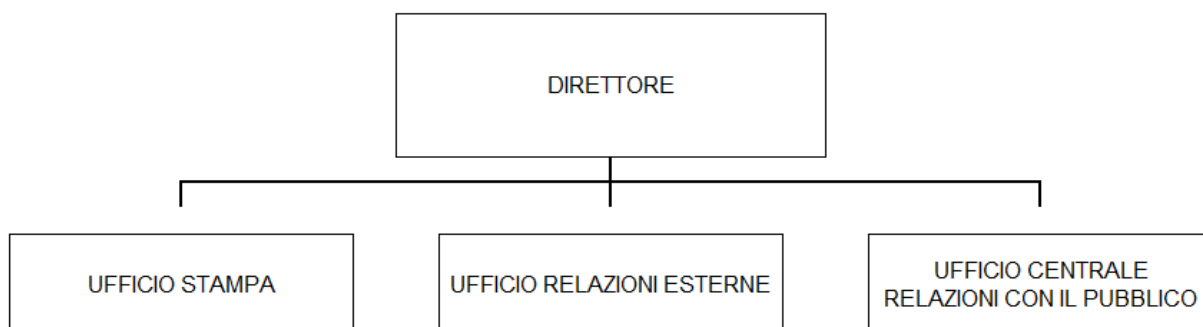 DIRETTORE
UFFICIO STAMPA
UFFICIO RELAZIONI ESTERNE
UFFICIO CENTRALE
RELAZIONI CON IL PUBBLICO